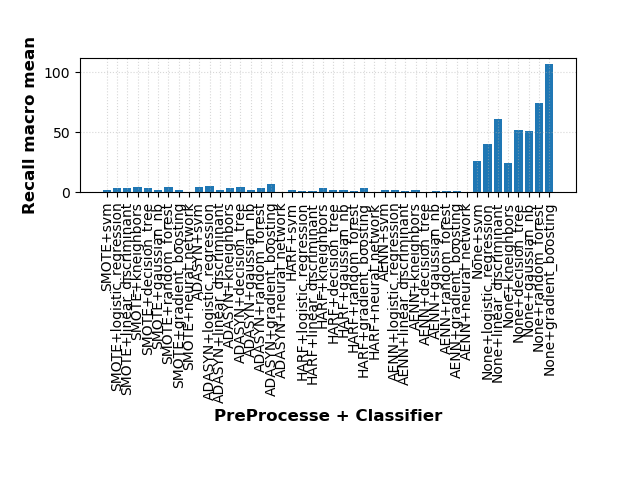 Recall macro mean
100
50
0
SMOTE+svm
SMOTE+logistic_regression
SMOTE+linear_discriminant
SMOTE+kneighbors
SMOTE+decision_tree
SMOTE+gaussian_nb
SMOTE+random_forest
SMOTE+gradient_boosting
SMOTE+neural_network
ADASYN+svm
ADASYN+logistic_regression
ADASYN+linear_discriminant
ADASYN+kneighbors
ADASYN+decision_tree
ADASYN+gaussian_nb
ADASYN+random_forest
ADASYN+gradient_boosting
ADASYN+neural_network
HARF+svm
HARF+logistic_regression
HARF+linear_discriminant
HARF+kneighbors
HARF+decision_tree
HARF+gaussian_nb
HARF+random_forest
HARF+gradient_boosting
HARF+neural_network
AENN+svm
AENN+logistic_regression
AENN+linear_discriminant
AENN+kneighbors
AENN+decision_tree
AENN+gaussian_nb
AENN+random_forest
AENN+gradient_boosting
AENN+neural_network
None+svm
None+logistic_regression
None+linear_discriminant
None+kneighbors
None+decision_tree
None+gaussian_nb
None+random_forest
None+gradient_boosting
PreProcesse + Classifier